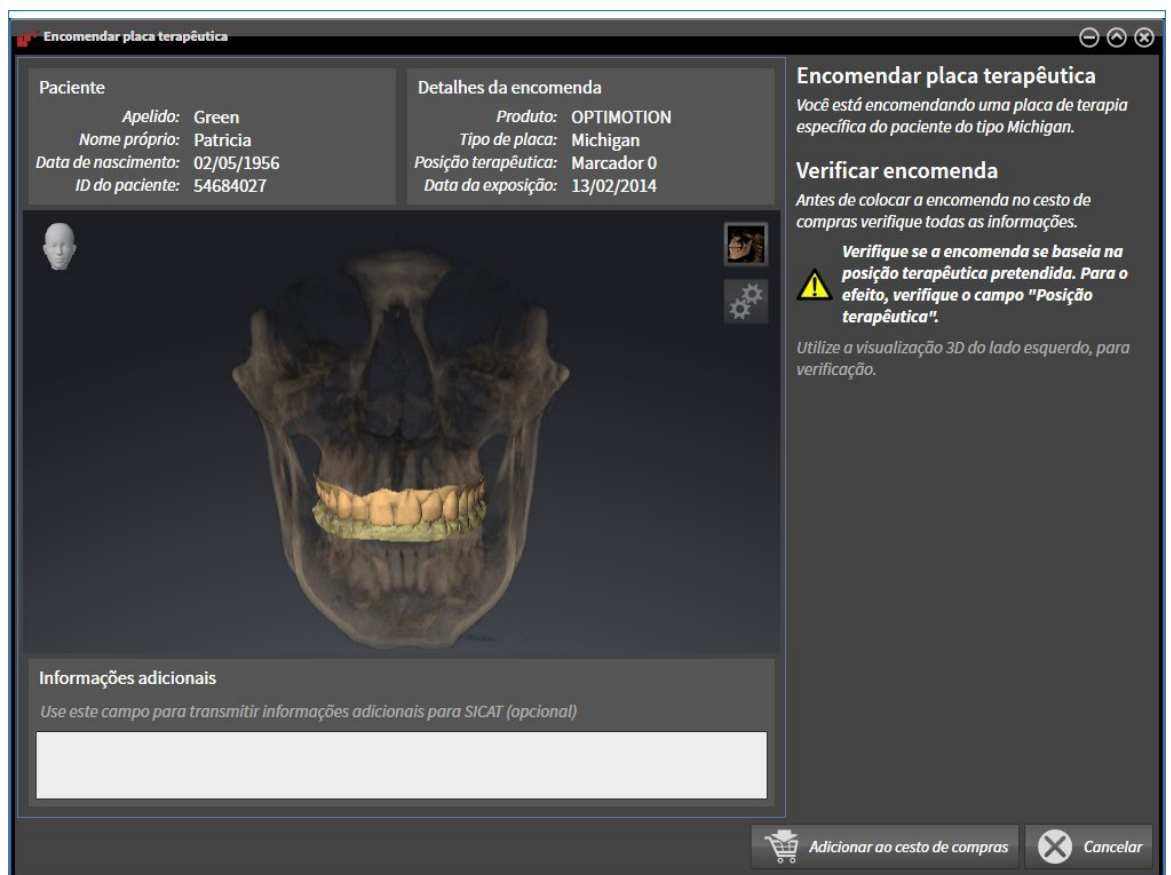 Encomendar placa terapêutica
Paciente
Apelido: Green
Nome próprio: Patricia
Data de nascimento: 02/05/1956
ID do paciente: 54684027
Detalhes da encomenda
Produto: OPTIMOTION
Tipo de placa: Michigan
Posição terapêutica: Marcador 0
Data da exposição: 13/02/2014
Informações adicionais
Use este campo para transmitir informações adicionais para SICAT (opcional)
Encomendar placa terapêutica
Você está encomendando uma placa de terapia
específica do paciente do tipo Michigan.
Verificar encomenda
Antes de colocar a encomenda no cesto de
compras verifique todas as informações.
Verifique se a encomenda se baseia na
posição terapêutica pretendida. Para o
efeito, verifique o campo "Posição
terapêutica".
Utilize a visualização 3D do lado esquerdo, para
verificação.
Adicionar ao cesto de compras
Cancelar